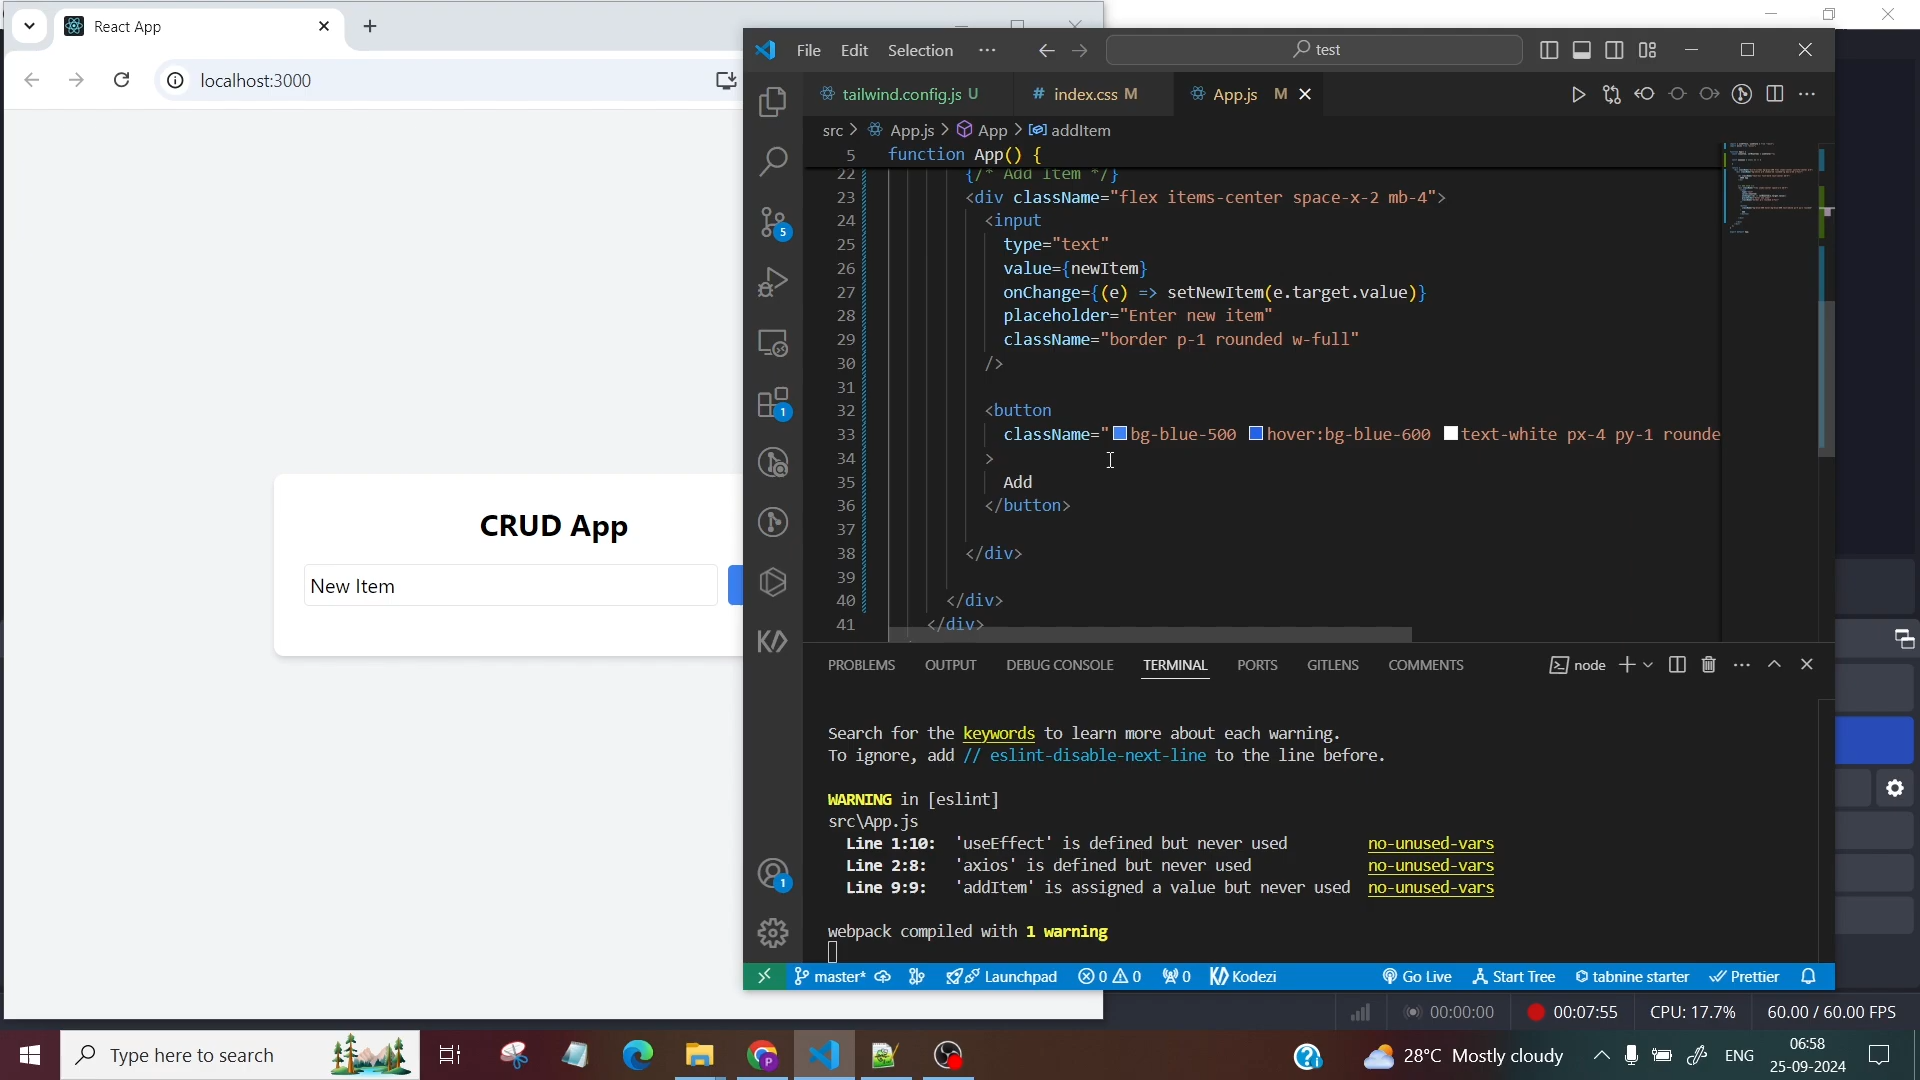 React App
localhost:3000
CRUD App
New Item
File Edit Selection ··· test
tailwind.config.js U
# index.css M
App.js M
src > App.js > App > addItem
5 function App() {
22 {/* Add Item */}
23 <div className="flex items-center space-x-2 mb-4">
24 <input
25 type="text"
26 value={newItem}
27 onChange={(e) => setNewItem(e.target.value)}
28 placeholder="Enter new item"
29 className="border p-1 rounded w-full"
30 />
31
32 <button
33 className="bg-blue-500 hover:bg-blue-600 text-white px-4 py-1 rounde
34 >
35 Add
36 </button>
37
38 </div>
39
40 </div>
41 </div>
5
1
1
PROBLEMS OUTPUT DEBUG CONSOLE TERMINAL PORTS GITLENS COMMENTS node
Search for the keywords to learn more about each warning.
To ignore, add // eslint-disable-next-line to the line before.
WARNING in [eslint]
src\App.js
Line 1:10: 'useEffect' is defined but never used no-unused-vars
Line 2:8: 'axios' is defined but never used no-unused-vars
Line 9:9: 'addItem' is assigned a value but never used no-unused-vars
webpack compiled with 1 warning
master* Launchpad 0 0 0 Kodezi Go Live Start Tree tabnine starter Prettier
00:00:00 00:07:55 CPU: 17.7% 60.00 / 60.00 FPS
Type here to search
28°C Mostly cloudy ENG
06:58
25-09-2024